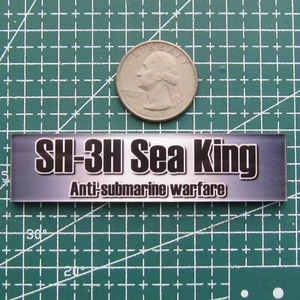 LIBERTY
SH-3H Sea King
Anti-submarine warfare
30°
20°